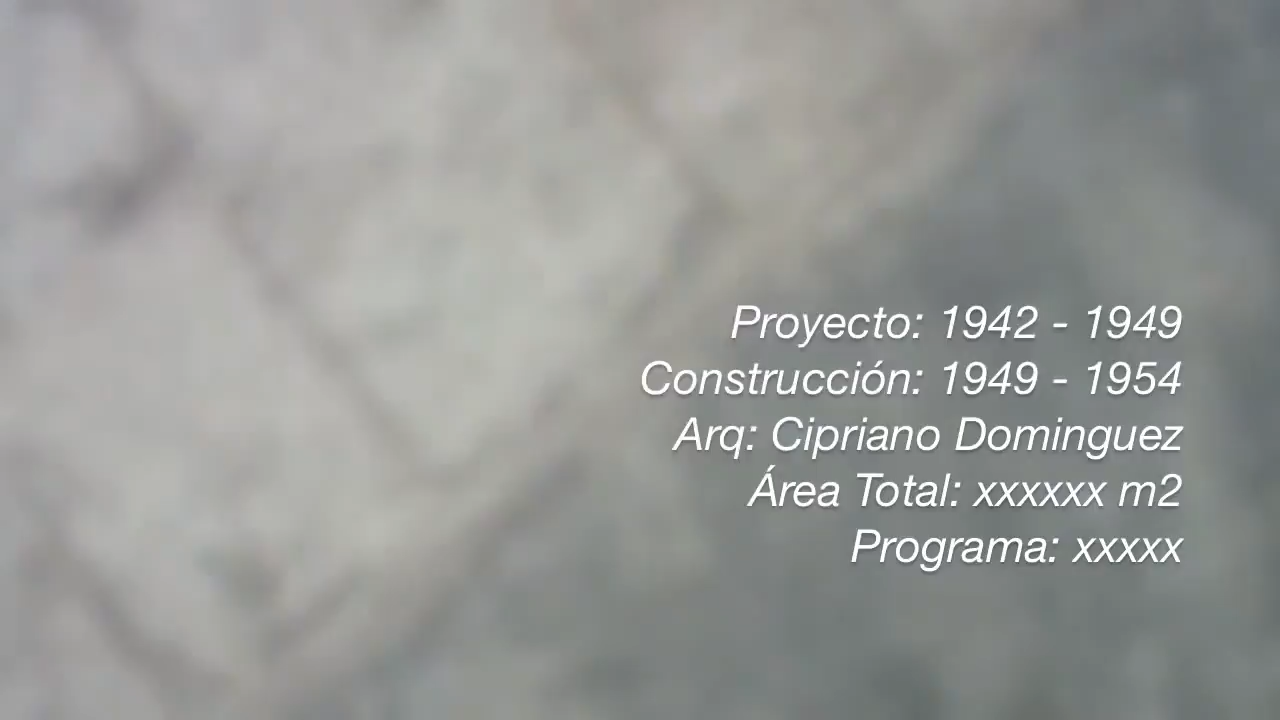 Proyecto: 1942 - 1949
Construcción: 1949 - 1954
Arq: Cipriano Dominguez
Área Total: xxxxxx m2
Programa: xxxxx